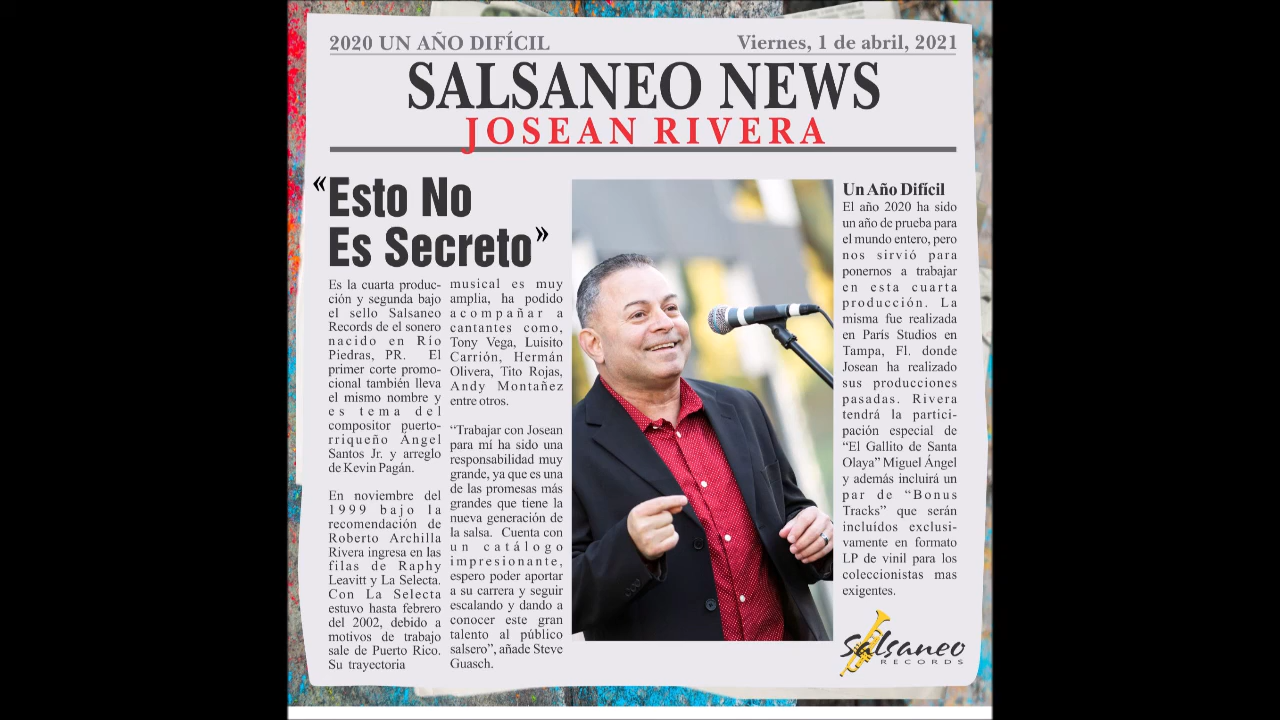 2020 UN AÑO DIFÍCIL
Viernes, 1 de abril, 2021
SALSANEO NEWS
JOSEAN RIVERA
«Esto No
Es Secreto»
Es la cuarta produc-
ción y segunda bajo
el sello Salsaneo
Records de el sonero
nacido en Río
Piedras, PR. El
primer corte promo-
cional también lleva
el mismo nombre y
es tema del
compositor puerto-
rriqueño Ángel
Santos Jr. y arreglo
de Kevin Pagán.
En noviembre del
1999 bajo la
recomendación de
Roberto Archilla
Rivera ingresa en las
filas de Raphy
Leavitt y La Selecta.
Con La Selecta
estuvo hasta febrero
del 2002, debido a
motivos de trabajo
sale de Puerto Rico.
Su trayectoria
musical es muy
amplia, ha podido
acompañar a
cantantes como,
Tony Vega, Luisito
Carrión, Hermán
Olivera, Tito Rojas,
Andy Montañez
entre otros.
“Trabajar con Josean
para mí ha sido una
responsabilidad muy
grande, ya que es una
de las promesas más
grandes que tiene la
nueva generación de
la salsa. Cuenta con
un catálogo
impresionante,
espero poder aportar
a su carrera y seguir
escalando y dando a
conocer este gran
talento al público
salsero”, añade Steve
Guasch.
Un Año Difícil
El año 2020 ha sido
un año de prueba para
el mundo entero, pero
nos sirvió para
ponernos a trabajar
en esta cuarta
producción. La
misma fue realizada
en París Studios en
Tampa, Fl. donde
Josean ha realizado
sus producciones
pasadas. Rivera
tendrá la partici-
pación especial de
“El Gallito de Santa
Olaya” Miguel Ángel
y además incluirá un
par de “Bonus
Tracks” que serán
incluídos exclusi-
vamente en formato
LP de vinil para los
coleccionistas mas
exigentes.
Salsaneo
RECORDS